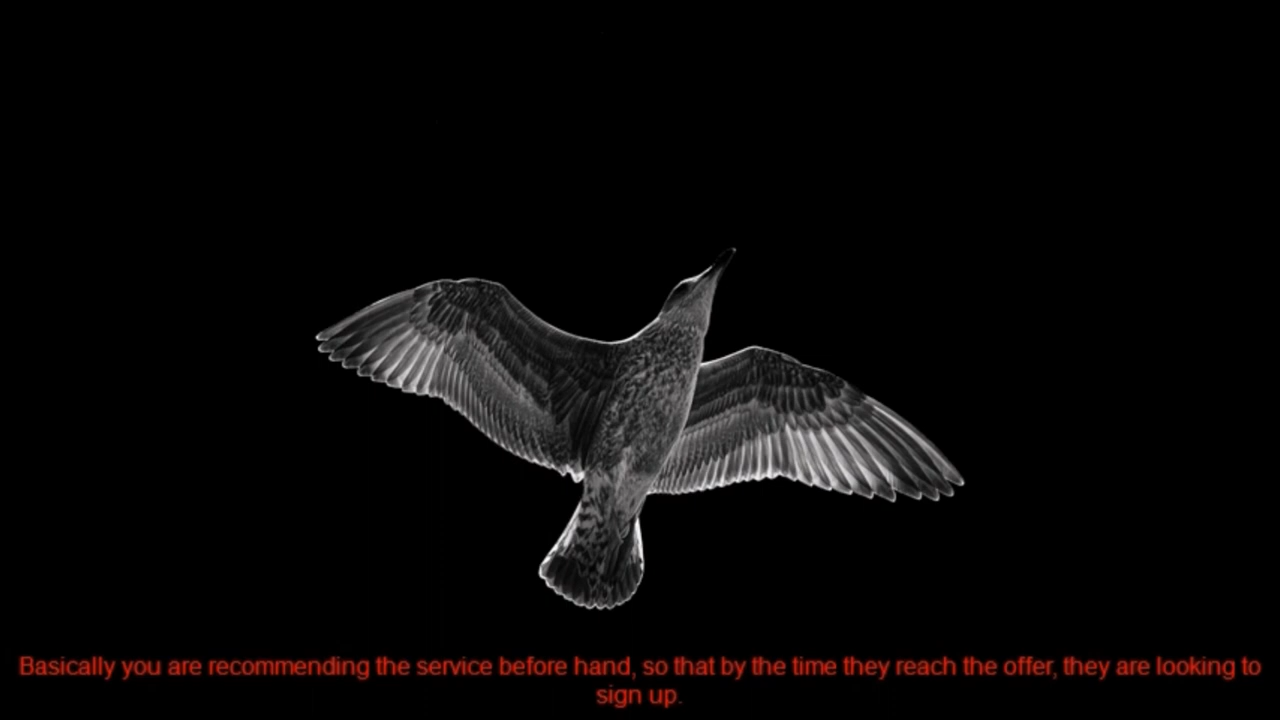 Basically you are recommending the service before hand, so that by the time they reach the offer, they are looking to
sign up.